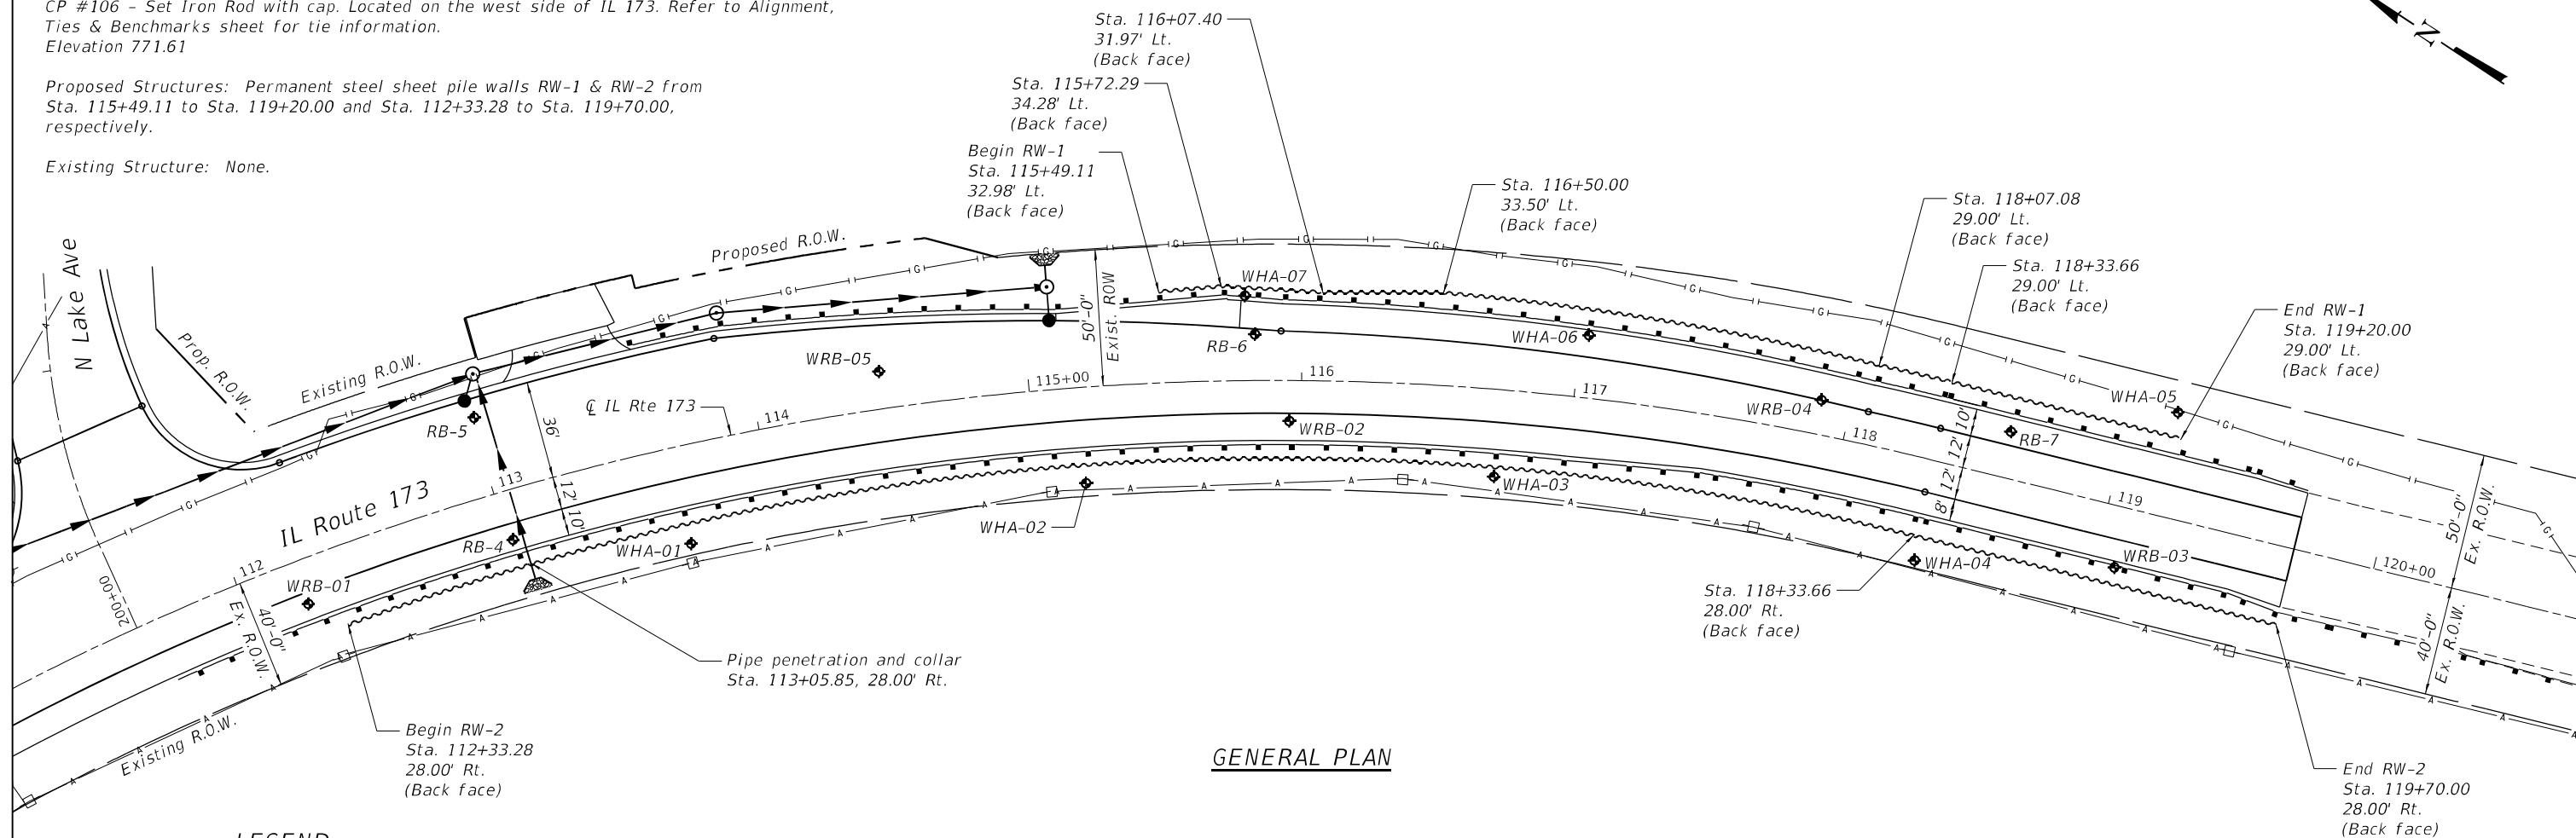 CP #106 - Set Iron Rod with cap. Located on the west side of IL 173. Refer to Alignment,
Ties & Benchmarks sheet for tie information.
Elevation 771.61
Proposed Structures: Permanent steel sheet pile walls RW-1 & RW-2 from
Sta. 115+49.11 to Sta. 119+20.00 and Sta. 112+33.28 to Sta. 119+70.00,
respectively.
Existing Structure: None.
Sta. 116+07.40
31.97' Lt.
(Back face)
Sta. 115+72.29
34.28' Lt.
(Back face)
Begin RW-1
Sta. 115+49.11
32.98' Lt.
(Back face)
Sta. 116+50.00
33.50' Lt.
(Back face)
Sta. 118+07.08
29.00' Lt.
(Back face)
Sta. 118+33.66
29.00' Lt.
(Back face)
End RW-1
Sta. 119+20.00
29.00' Lt.
(Back face)
N
N Lake Ave
Prop. R.O.W.
Existing R.O.W.
Proposed R.O.W.
50'-0"
Exist. ROW
WHA-07
RB-6
WHA-06
WRB-05
WRB-04
WHA-05
RB-7
RB-5
℄ IL Rte 173
36'
12'
10'
10'
12'
12'
8'
112
113
114
115+00
116
117
118
119
120+00
200+00
IL Route 173
WRB-01
RB-4
WHA-01
WHA-02
WRB-02
WHA-03
WHA-04
WRB-03
40'-0"
Ex. R.O.W.
50'-0"
Ex. R.O.W.
40'-0"
Ex. R.O.W.
Existing R.O.W.
Sta. 118+33.66
28.00' Rt.
(Back face)
Pipe penetration and collar
Sta. 113+05.85, 28.00' Rt.
Begin RW-2
Sta. 112+33.28
28.00' Rt.
(Back face)
End RW-2
Sta. 119+70.00
28.00' Rt.
(Back face)
GENERAL PLAN
LEGEND